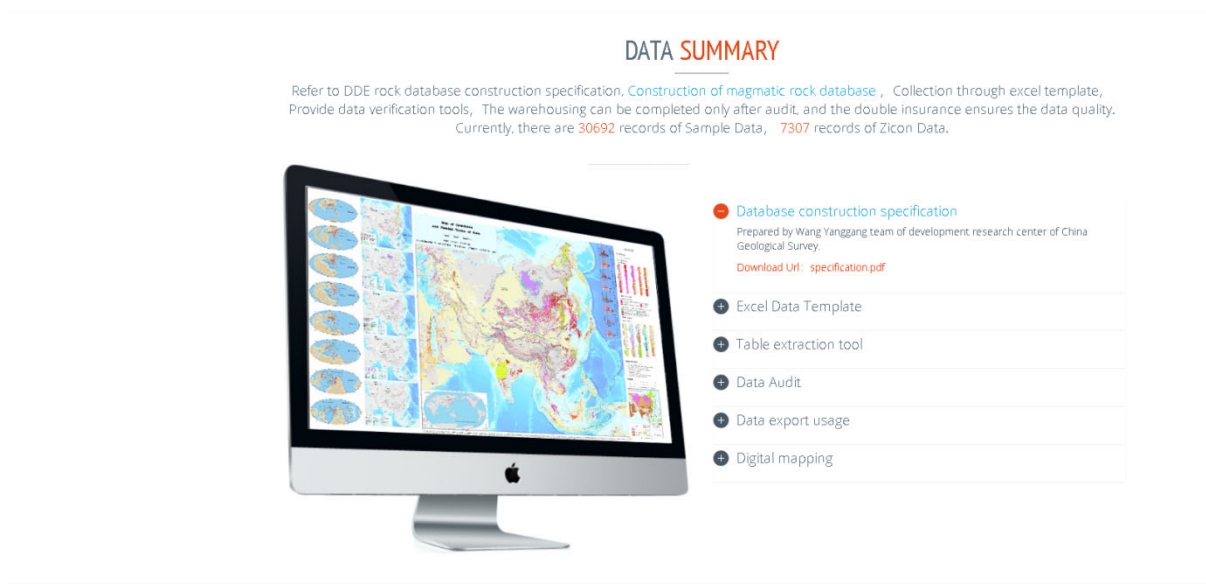 DATA SUMMARY
Refer to DDE rock database construction specification, Construction of magmatic rock database , Collection through excel template,
Provide data verification tools, The warehousing can be completed only after audit, and the double insurance ensures the data quality.
Currently, there are 30692 records of Sample Data, 7307 records of Zicon Data.
Database construction specification
Prepared by Wang Yanggang team of development research center of China
Geological Survey.
Download Url: specification.pdf
Excel Data Template
Table extraction tool
Data Audit
Data export usage
Digital mapping